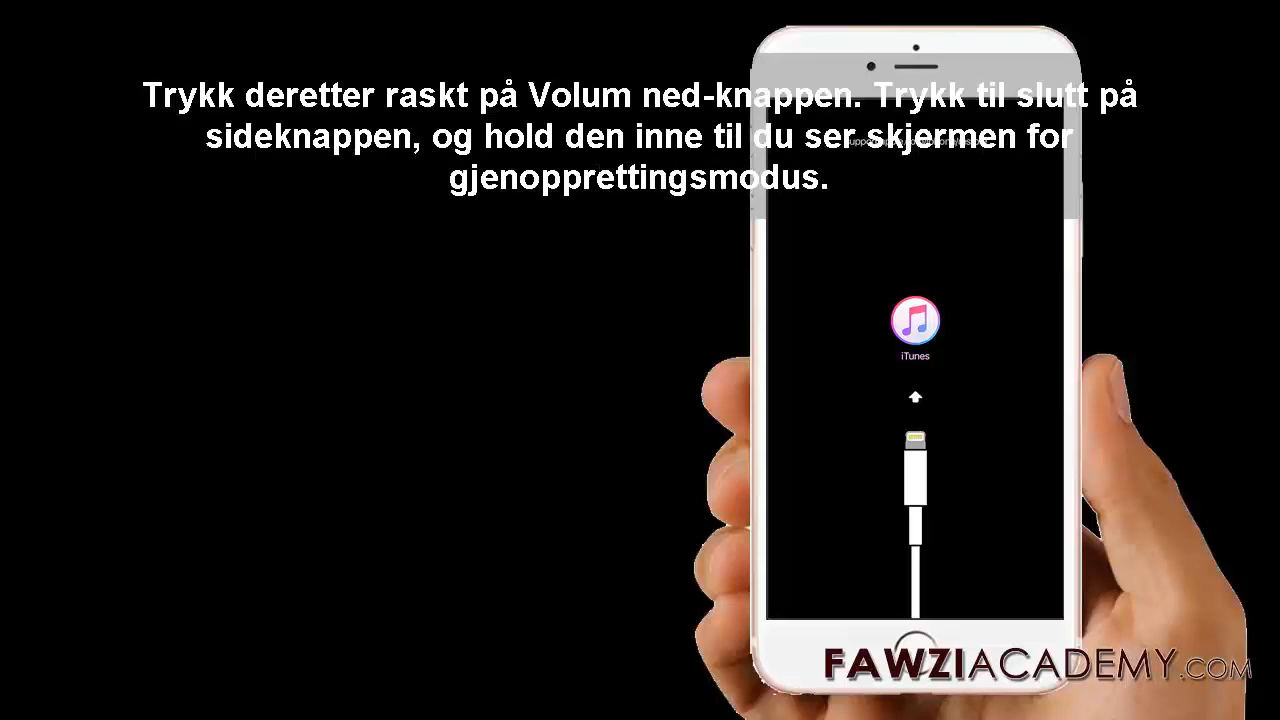 Trykk deretter raskt på Volum ned-knappen. Trykk til slutt på
sideknappen, og hold den inne til du ser skjermen for
gjenopprettingsmodus.
iTunes
FAWZIACADEMY.COM